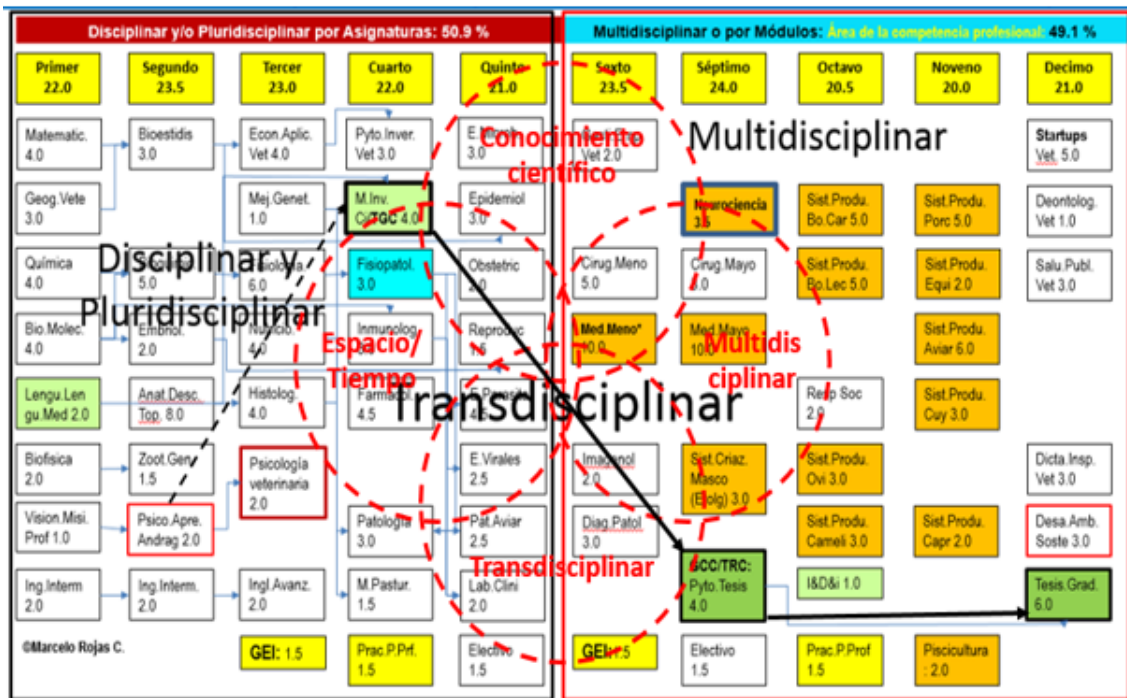 Disciplinar y/o Pluridisciplinar por Asignaturas: 50.9 %
Multidisciplinar o por Módulos: Área de la competencia profesional: 49.1 %
Primer
22.0
Segundo
23.5
Tercer
23.0
Cuarto
22.0
Quinto
21.0
Sexto
23.5
Séptimo
24.0
Octavo
20.5
Noveno
20.0
Decimo
21.0
Matematic.
4.0
Bioestidis
3.0
Econ.Aplic.
Vet 4.0
Pyto.Inver.
Vet 3.0
3.0
Vet 2.0
Conocimiento
científico
Multidisciplinar
Startups
Vet. 5.0
Geog.Vete
3.0
Mej.Genet.
1.0
M.Inv.
Ci/TGC 4.0
Epidemiol
3.0
Neurociencia
3.5
Sist.Produ.
Bo.Car 5.0
Sist.Produ.
Porc 5.0
Deontolog.
Vet 1.0
Disciplinar y
Pluridisciplinar
Química
4.0
5.0
6.0
Fisiopatol.
3.0
Obstetric
Cirug.Meno
5.0
Cirug.Mayo
Sist.Produ.
Bo.Lec 5.0
Sist.Produ.
Equi 2.0
Salu.Publ.
Vet 3.0
Bio.Molec.
4.0
Embriol.
2.0
4.0
Espacio/
Tiempo
Inmunolog.
Reproduc
1.5
Med.Meno*
10.0
Med.Mayo
10.0
Multidis
ciplinar
Sist.Produ.
Aviar 6.0
Transdisciplinar
Lengu.Len
gu.Med 2.0
Anat.Desc.
Top. 8.0
Histolog.
4.0
Farmacol.
4.5
E.Parasito
4.5
Resp Soc
2.0
Sist.Produ.
Cuy 3.0
Biofisica
2.0
Zoot.Gen.
1.5
Psicología
veterinaria
2.0
E.Virales
2.5
Imagenol
2.0
Sist.Criaz.
Masco
(Etolg) 3.0
Sist.Produ.
Ovi 3.0
Dicta.Insp.
Vet 3.0
Vision.Misi.
Prof 1.0
Psico.Apre.
Andrag 2.0
Patología
3.0
Pat.Aviar
2.5
Diag.Patol
3.0
Sist.Produ.
Cameli 3.0
Sist.Produ.
Capr 2.0
Desa.Amb.
Soste 3.0
Transdisciplinar
Ing.Interm
2.0
Ing.Interm.
2.0
Ingl.Avanz.
2.0
M.Pastur.
1.5
Lab.Clini
2.0
GCC/TRC:
Pyto.Tesis
4.0
I&D&i 1.0
Tesis.Grad.
6.0
©Marcelo Rojas C.
GEI: 1.5
Prac.P.Prf.
1.5
Electivo
1.5
GEI: 1.5
Electivo
1.5
Prac.P.Prof
1.5
Piscicultura
: 2.0